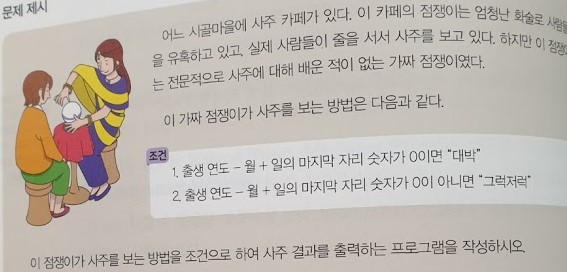 문제 제시
어느 시골마을에 사주 카페가 있다. 이 카페의 점쟁이는 엄청난 화술로
을 유혹하고 있고, 실제 사람들이 줄을 서서 사주를 보고 있다. 하지만 이
는 전문적으로 사주에 대해 배운 적이 없는 가짜 점쟁이였다.
이 가짜 점쟁이가 사주를 보는 방법은 다음과 같다.
조건
1. 출생 연도 – 월 + 일의 마지막 자리 숫자가 0이면 “대박”
2. 출생 연도 – 월 + 일의 마지막 자리 숫자가 0이 아니면 “그럭저럭”
이 점쟁이가 사주를 보는 방법을 조건으로 하여 사주 결과를 출력하는 프로그램을 작성하시오.